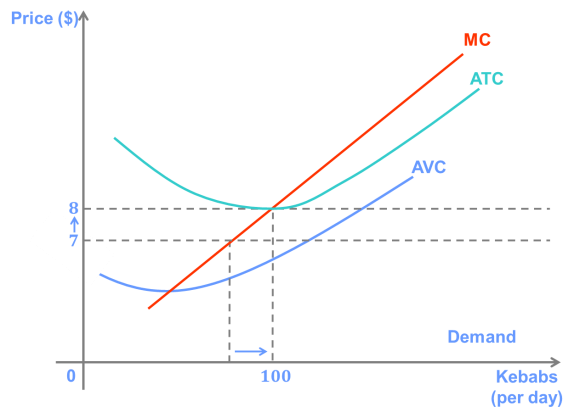 Price ($)
MC
ATC
AVC
8
7
Demand
0
100
Kebabs
(per day)